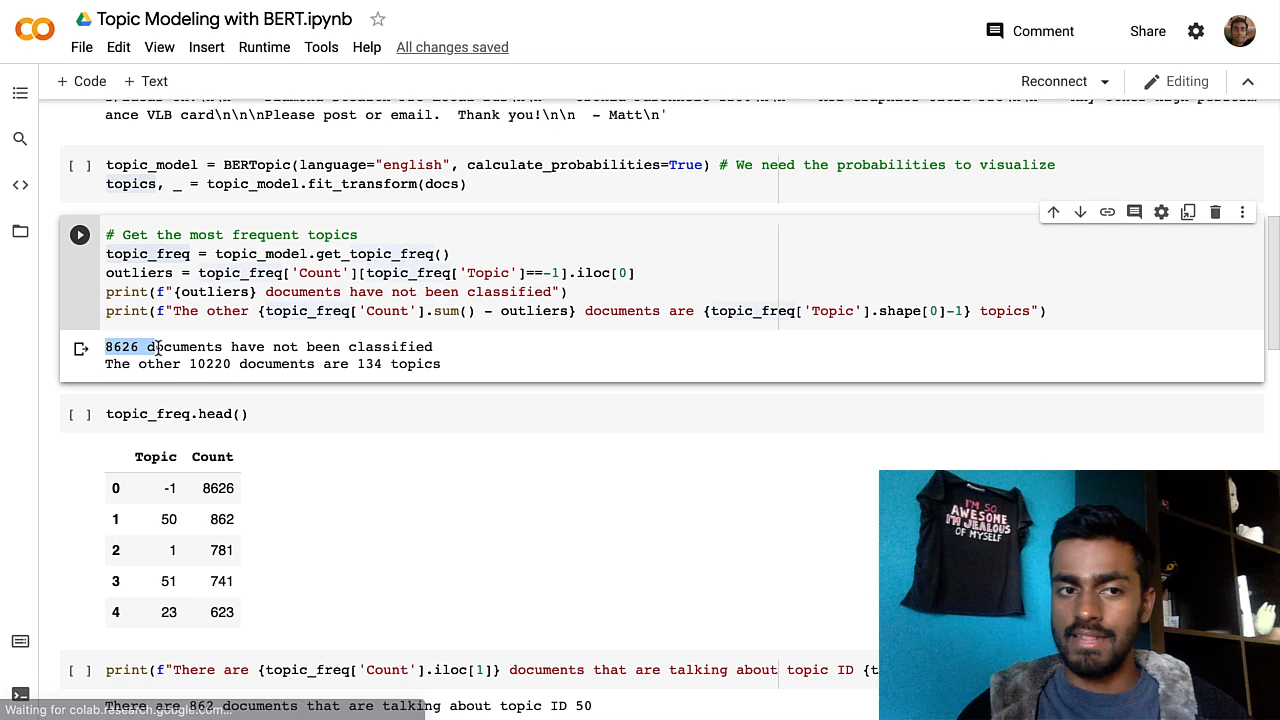 Topic Modeling with BERT.ipynb
Comment
Share
File Edit View Insert Runtime Tools Help All changes saved
+ Code + Text
Reconnect
Editing
ance VLB card\n\n\nPlease post or email.  Thank you!\n\n  - Matt\n'
[ ] topic_model = BERTopic(language="english", calculate_probabilities=True) # We need the probabilities to visualize
topics, _ = topic_model.fit_transform(docs)
# Get the most frequent topics
topic_freq = topic_model.get_topic_freq()
outliers = topic_freq['Count'][topic_freq['Topic']==-1].iloc[0]
print(f"{outliers} documents have not been classified")
print(f"The other {topic_freq['Count'].sum() - outliers} documents are {topic_freq['Topic'].shape[0]-1} topics")
8626 documents have not been classified
The other 10220 documents are 134 topics
[ ] topic_freq.head()
Topic Count
0 -1 8626
1 50 862
2 1 781
3 51 741
4 23 623
I'M SO
AWESOME
I'M JEALOUS
OF MYSELF
[ ] print(f"There are {topic_freq['Count'].iloc[1]} documents that are talking about topic ID {t
There are 862 documents that are talking about topic ID 50
Waiting for colab.research.google.com...